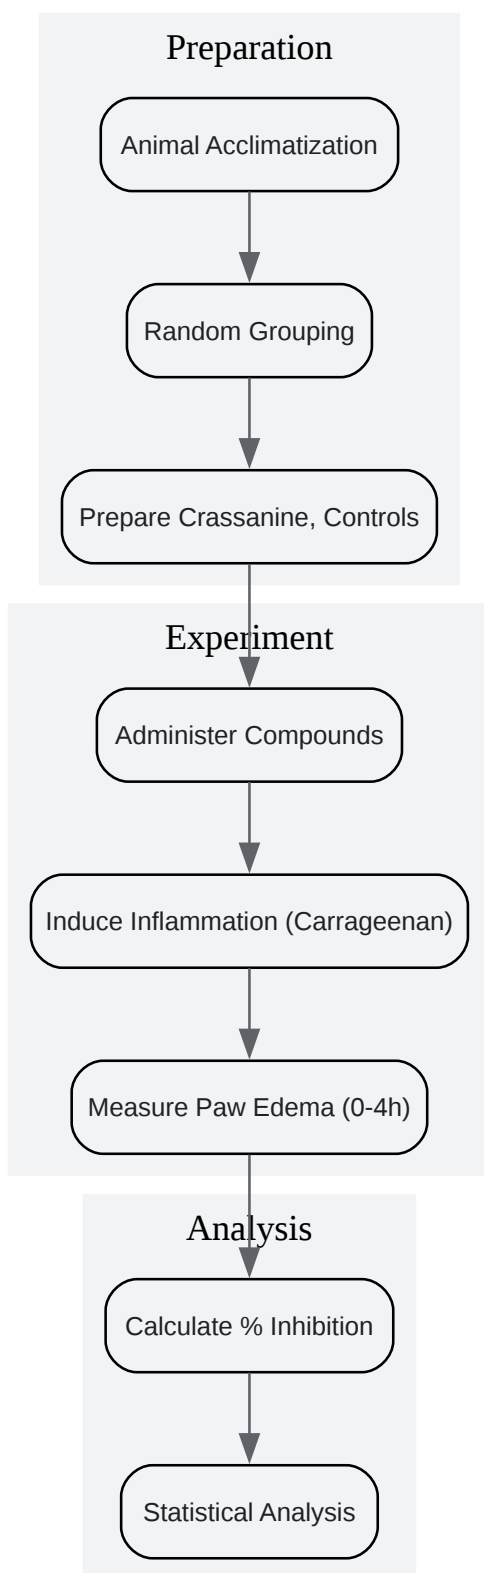 Preparation
Animal Acclimatization
Random Grouping
Prepare Crassanine, Controls
Experiment
Administer Compounds
Induce Inflammation (Carrageenan)
Measure Paw Edema (0-4h)
Analysis
Calculate % Inhibition
Statistical Analysis